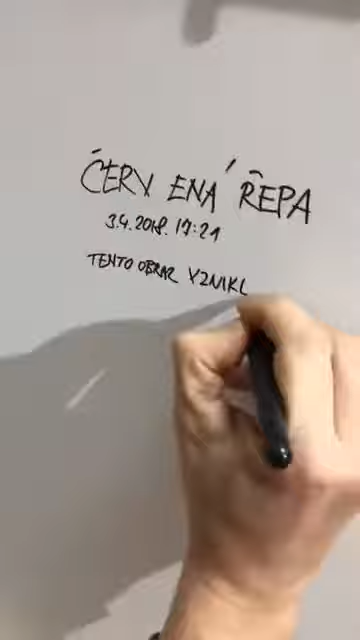 ČERVENÁ ŘEPA
3.4.2018. 17:21
TENTO OBRAZ VZNIKL